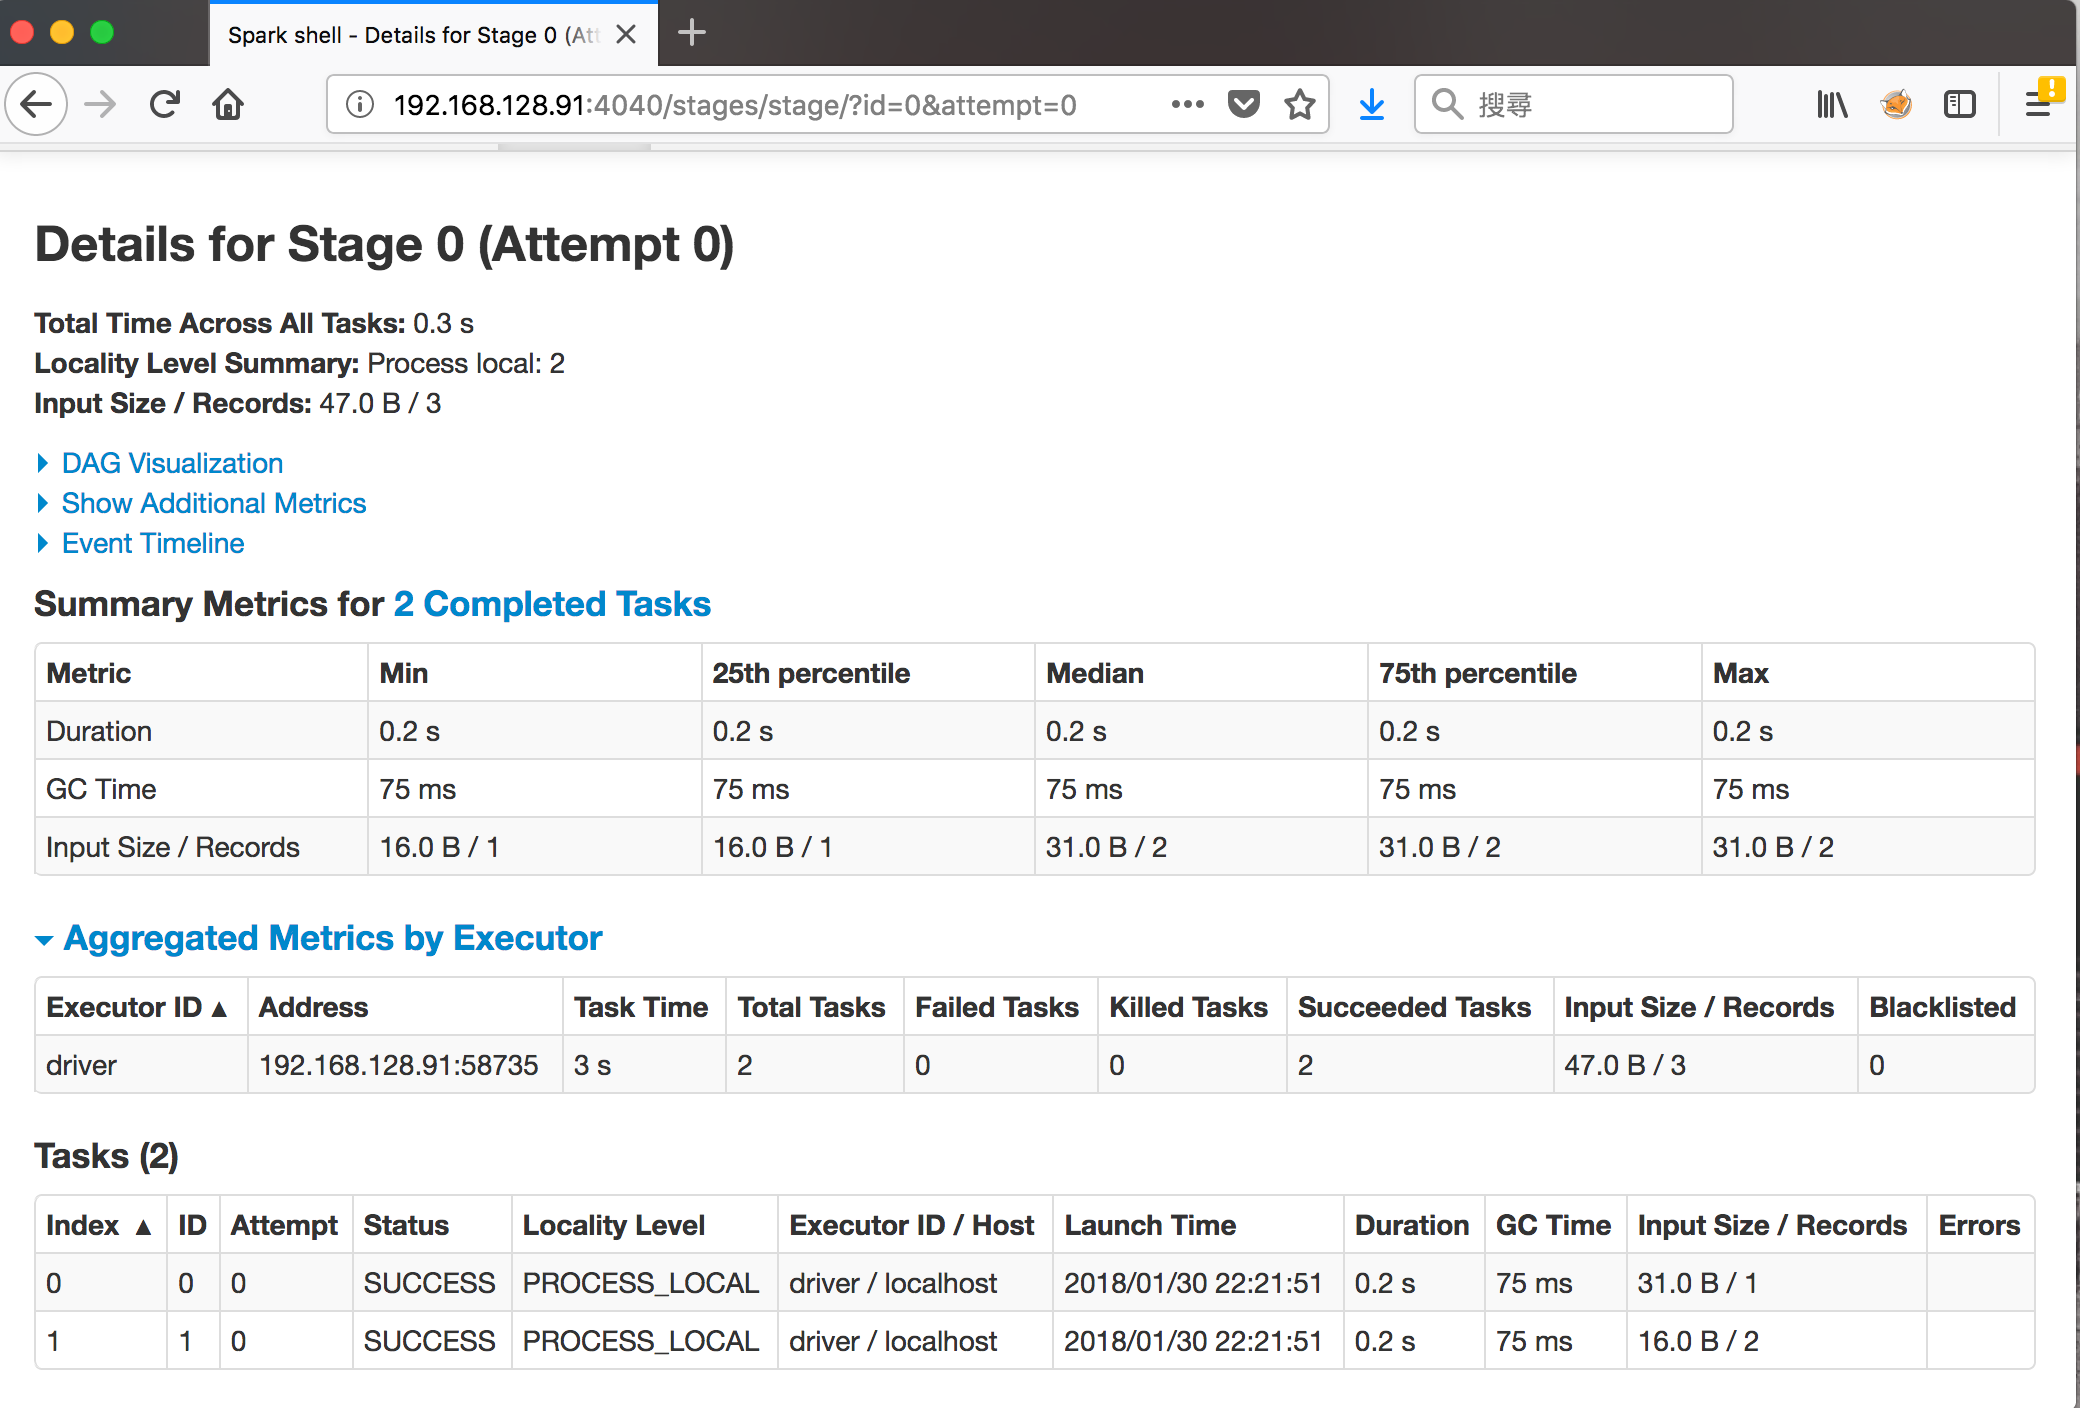 Spark shell - Details for Stage 0 (Att
192.168.128.91:4040/stages/stage/?id=0&attempt=0
搜尋
Details for Stage 0 (Attempt 0)
Total Time Across All Tasks: 0.3 s
Locality Level Summary: Process local: 2
Input Size / Records: 47.0 B / 3
DAG Visualization
Show Additional Metrics
Event Timeline
Summary Metrics for 2 Completed Tasks
Metric Min 25th percentile Median 75th percentile Max
Duration 0.2 s 0.2 s 0.2 s 0.2 s 0.2 s
GC Time 75 ms 75 ms 75 ms 75 ms 75 ms
Input Size / Records 16.0 B / 1 16.0 B / 1 31.0 B / 2 31.0 B / 2 31.0 B / 2
Aggregated Metrics by Executor
Executor ID ▲ Address Task Time Total Tasks Failed Tasks Killed Tasks Succeeded Tasks Input Size / Records Blacklisted
driver 192.168.128.91:58735 3 s 2 0 0 2 47.0 B / 3 0
Tasks (2)
Index ▲ ID Attempt Status Locality Level Executor ID / Host Launch Time Duration GC Time Input Size / Records Errors
0 0 0 SUCCESS PROCESS_LOCAL driver / localhost 2018/01/30 22:21:51 0.2 s 75 ms 31.0 B / 1
1 1 0 SUCCESS PROCESS_LOCAL driver / localhost 2018/01/30 22:21:51 0.2 s 75 ms 16.0 B / 2